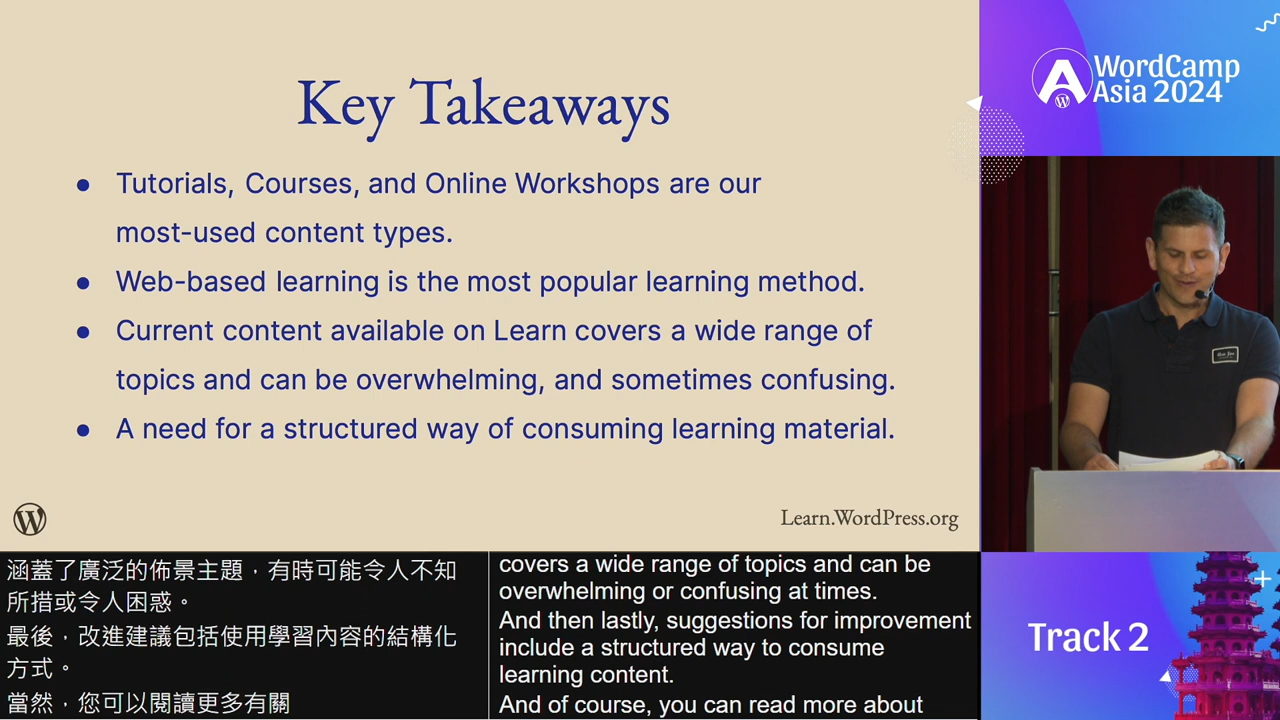 Key Takeaways
● Tutorials, Courses, and Online Workshops are our
most-used content types.
● Web-based learning is the most popular learning method.
● Current content available on Learn covers a wide range of
topics and can be overwhelming, and sometimes confusing.
● A need for a structured way of consuming learning material.
Learn.WordPress.org
WordCamp
Asia 2024
涵蓋了廣泛的佈景主題，有時可能令人不知
所措或令人困惑。
最後，改進建議包括使用學習內容的結構化
方式。
當然，您可以閱讀更多有關
covers a wide range of topics and can be
overwhelming or confusing at times.
And then lastly, suggestions for improvement
include a structured way to consume
learning content.
And of course, you can read more about
Track 2